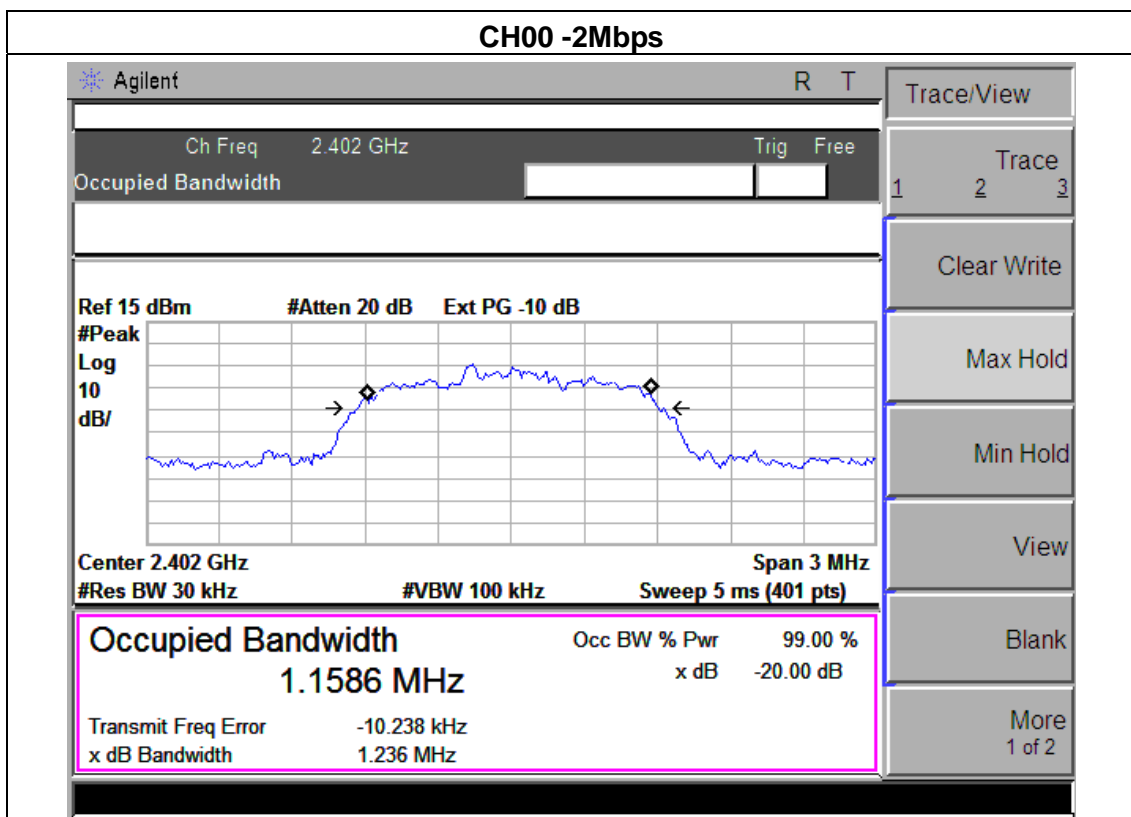 CH00 -2Mbps
Agilent R T
Ch Freq 2.402 GHz Trig Free
Occupied Bandwidth
Ref 15 dBm #Atten 20 dB Ext PG -10 dB
#Peak
Log
10
dB/
Center 2.402 GHz Span 3 MHz
#Res BW 30 kHz #VBW 100 kHz Sweep 5 ms (401 pts)
Occupied Bandwidth Occ BW % Pwr 99.00 %
1.1586 MHz x dB -20.00 dB
Transmit Freq Error -10.238 kHz
x dB Bandwidth 1.236 MHz
Trace/View
Trace
1 2 3
Clear Write
Max Hold
Min Hold
View
Blank
More
1 of 2